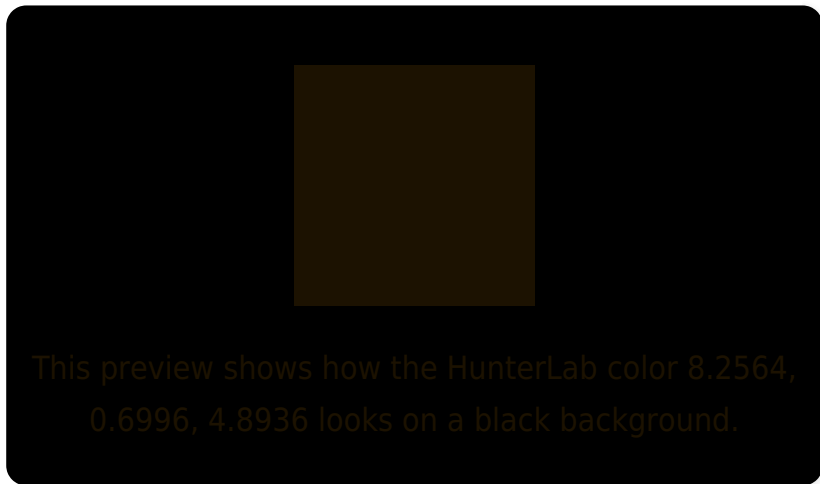 This preview shows how the HunterLab color 8.2564,
0.6996, 4.8936 looks on a black background.